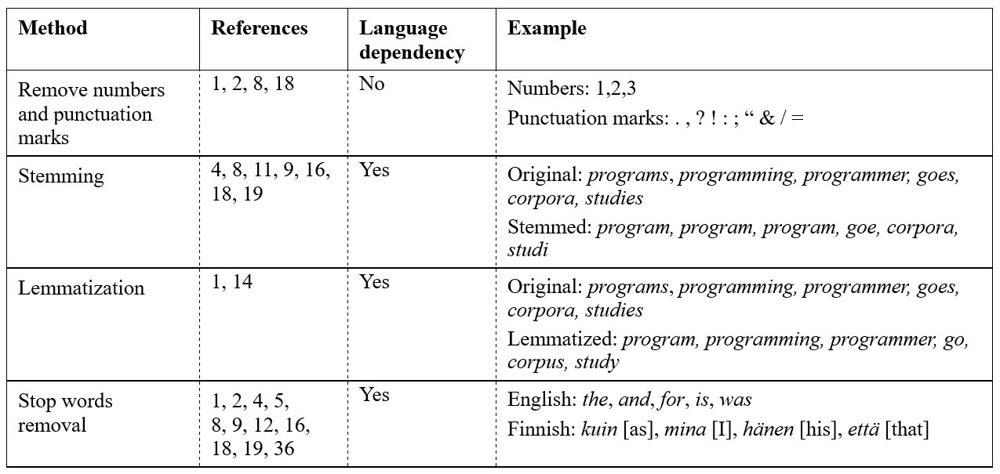 Method References Language dependency Example
Remove numbers and punctuation marks
1, 2, 8, 18
No
Numbers: 1,2,3
Punctuation marks: . , ? ! : ; “ & / =
Stemming
4, 8, 11, 9, 16,
18, 19
Yes
Original: programs, programming, programmer, goes,
corpora, studies
Stemmed: program, program, program, goe, corpora,
studi
Lemmatization
1, 14
Yes
Original: programs, programming, programmer, goes,
corpora, studies
Lemmatized: program, programming, programmer, go,
corpus, study
Stop words
removal
1, 2, 4, 5,
8, 9, 12, 16,
18, 19, 36
Yes
English: the, and, for, is, was
Finnish: kuin [as], mina [I], hänen [his], että [that]